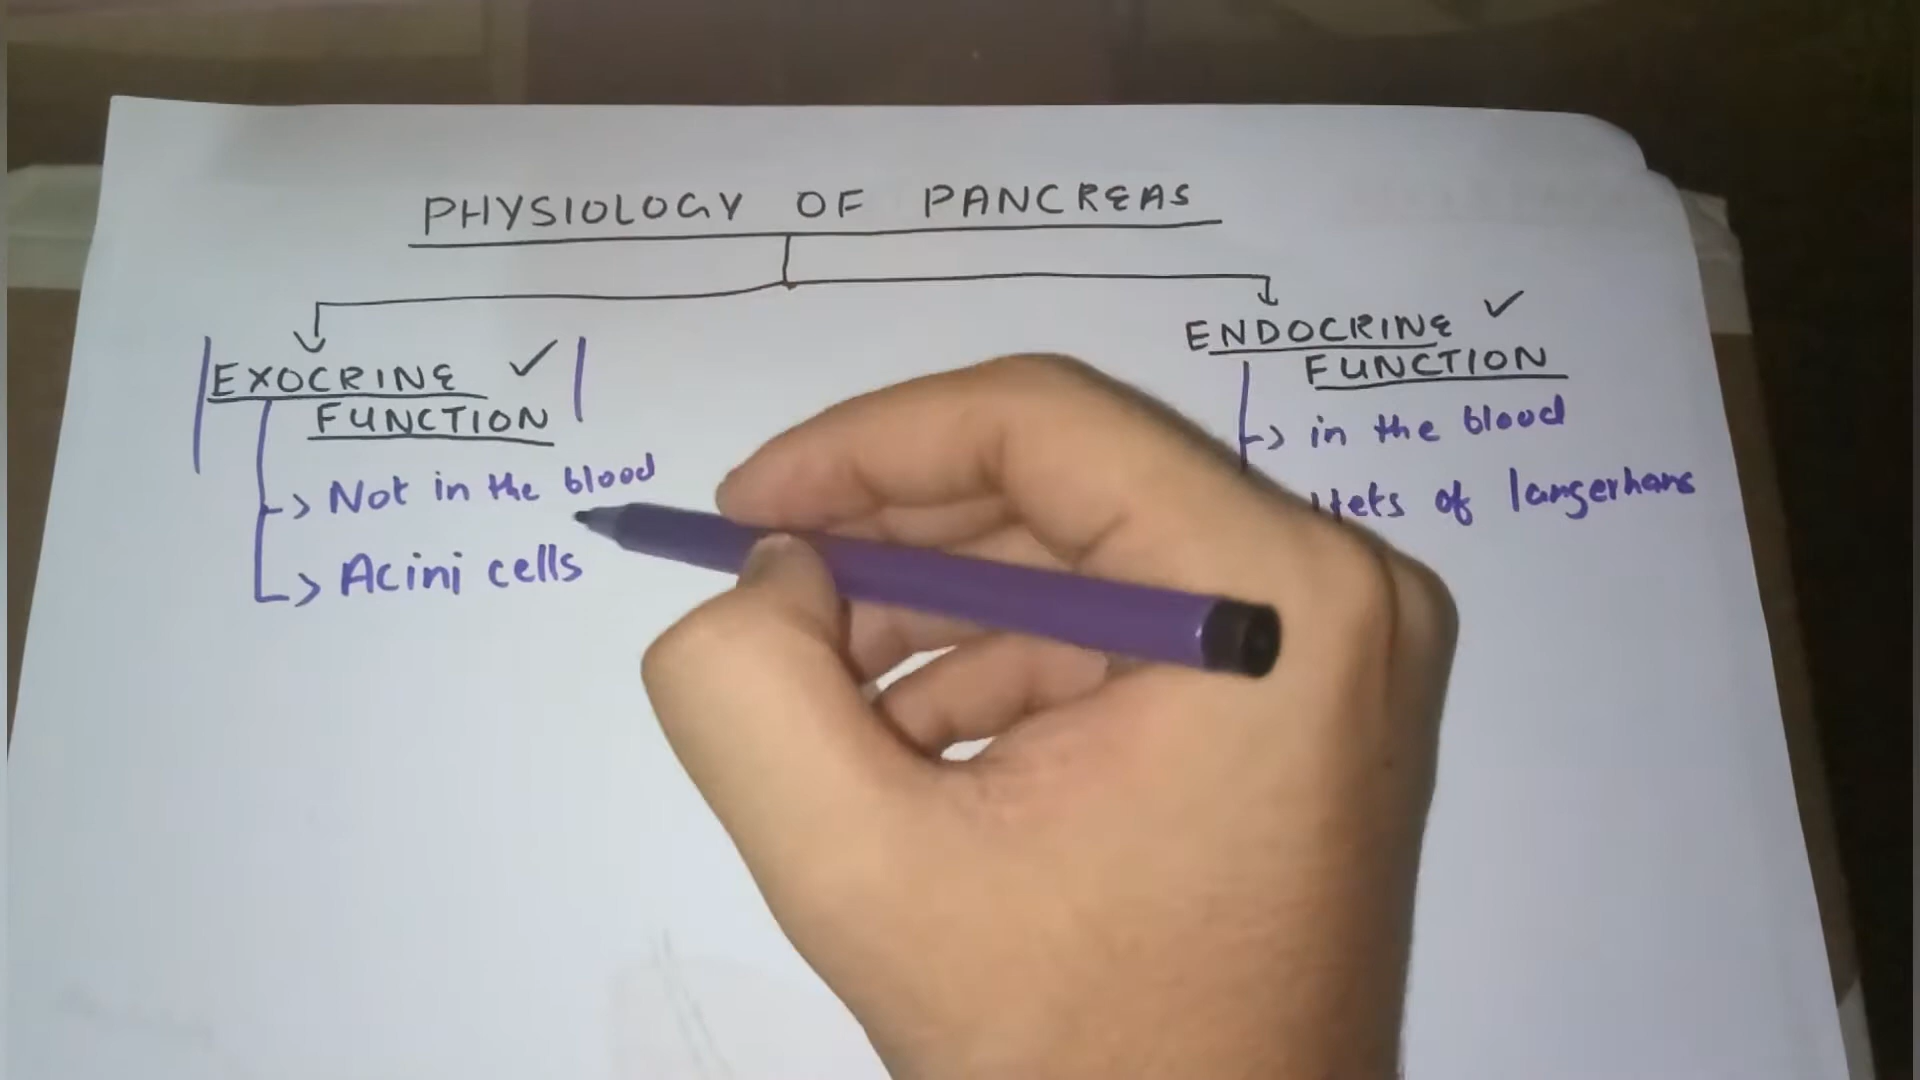 PHYSIOLOGY OF PANCREAS
EXOCRINE ✓
FUNCTION
-> Not in the blood
-> Acini cells
ENDOCRINE ✓
FUNCTION
-> in the blood
of langerhans